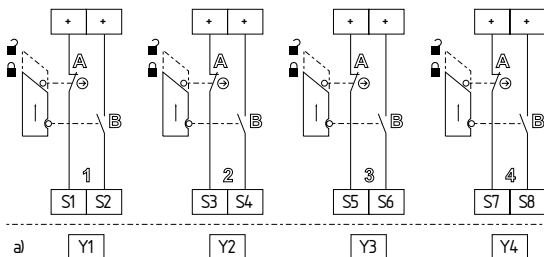 + + + + + + + +
A A A A
B B B B
1 2 3 4
S1 S2 S3 S4 S5 S6 S7 S8
a) Y1 Y2 Y3 Y4